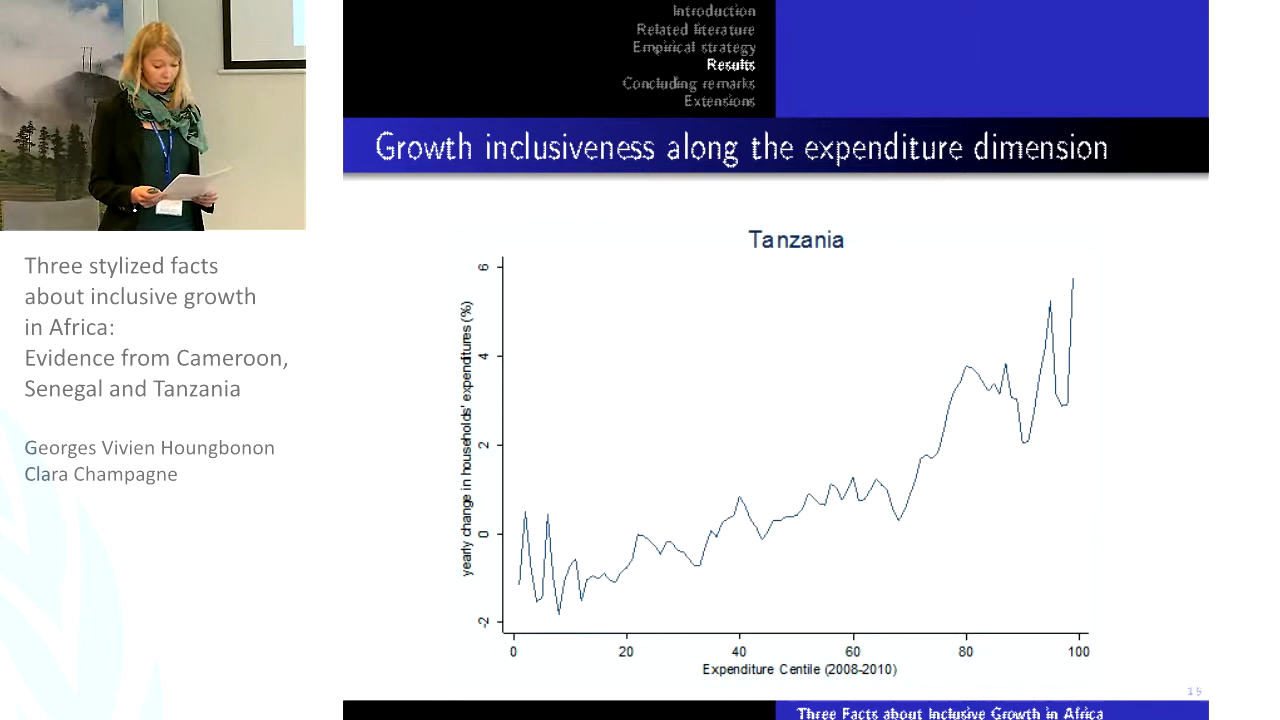 Introduction
Related literature
Empirical strategy
Results
Concluding remarks
Extensions
Growth inclusiveness along the expenditure dimension
Three stylized facts
about inclusive growth
in Africa:
Evidence from Cameroon,
Senegal and Tanzania
Georges Vivien Houngbonon
Clara Champagne
Tanzania
yearly change in households' expenditures (%)
6
4
2
0
-2
0 20 40 60 80 100
Expenditure Centile (2008-2010)
15
Three Facts about Inclusive Growth in Africa